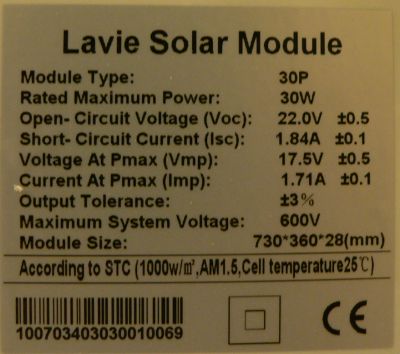 Lavie Solar Module
Module Type: 30P
Rated Maximum Power: 30W
Open- Circuit Voltage (Voc): 22.0V ±0.5
Short- Circuit Current (Isc): 1.84A ±0.1
Voltage At Pmax (Vmp): 17.5V ±0.5
Current At Pmax (Imp): 1.71A ±0.1
Output Tolerance: ±3%
Maximum System Voltage: 600V
Module Size: 730*360*28(mm)
According to STC (1000w/㎡,AM1.5,Cell temperature25℃)
100703403030010069
CE